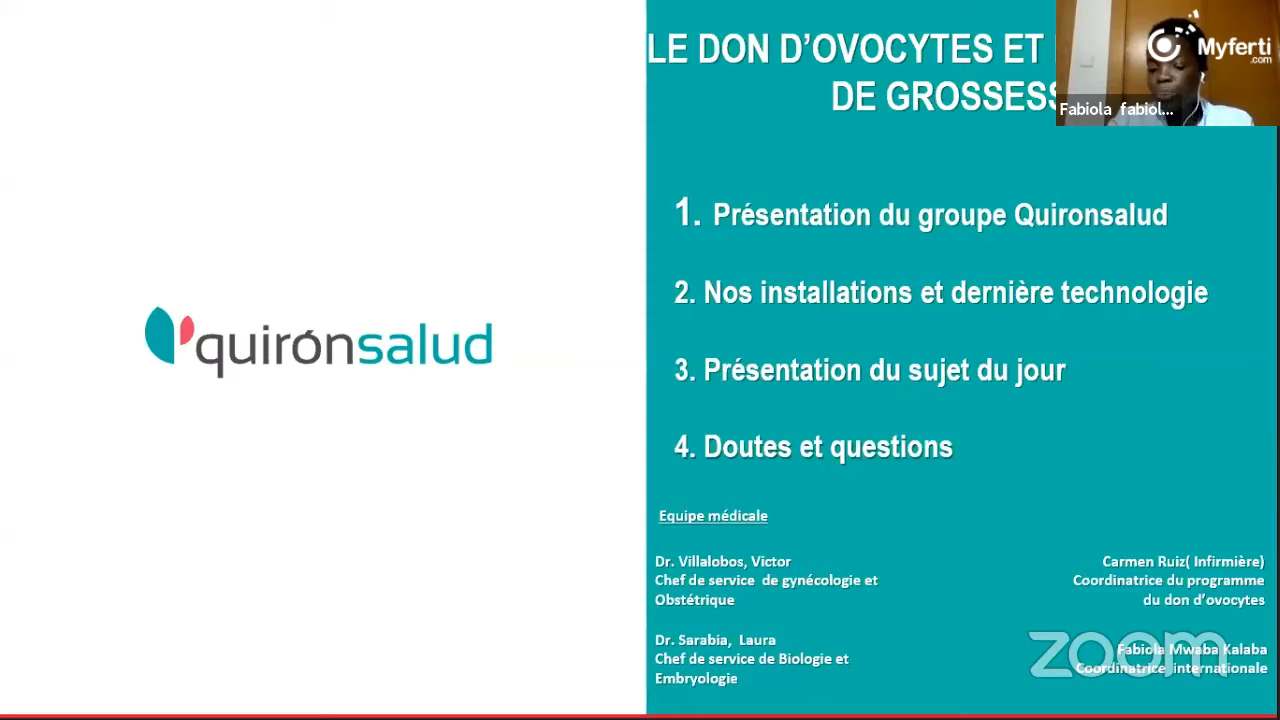 LE DON D’OVOCYTES ET
DE GROSSESS
Myferti
.com
Fabiola fabiol...
1. Présentation du groupe Quironsalud
2. Nos installations et dernière technologie
3. Présentation du sujet du jour
4. Doutes et questions
quirónsalud
Equipe médicale
Dr. Villalobos, Victor
Chef de service de gynécologie et
Obstétrique
Dr. Sarabia, Laura
Chef de service de Biologie et
Embryologie
Carmen Ruiz( Infirmière)
Coordinatrice du programme
du don d’ovocytes
Fabiola Mwaba Kalaba
Coordinatrice internationale
zoom